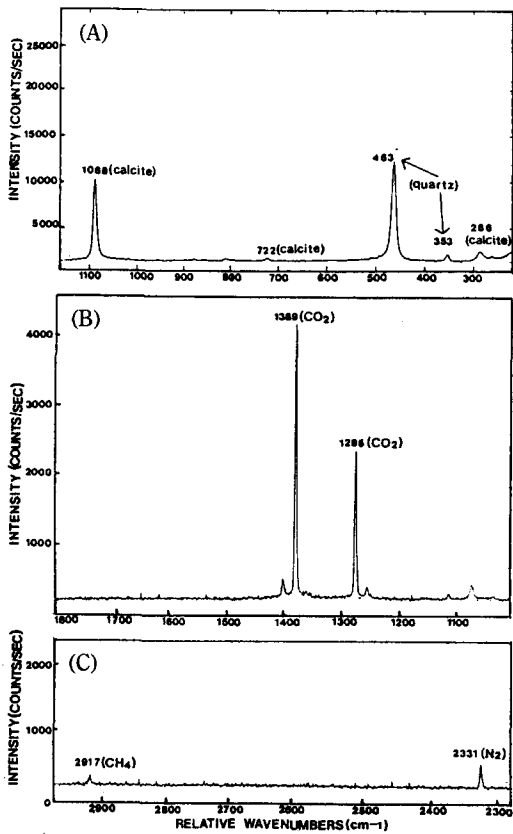 (A)
INTENSITY (COUNTS/SEC)
25000
20000
15000
10000
5000
1088(calcite)
722(calcite)
463
(quartz)
353
286
(calcite)
1100 1000 900 800 700 600 500 400 300
(B)
INTENSITY (COUNTS/SEC)
4000
3000
2000
1000
1389(CO2)
1285(CO2)
1800 1700 1600 1500 1400 1300 1200 1100
(C)
INTENSITY(COUNTS/SEC)
2000
1000
0
2917(CH4)
2331(N2)
2900 2800 2700 2600 2500 2400 2300
RELATIVE WAVENUMBERS(cm-1)